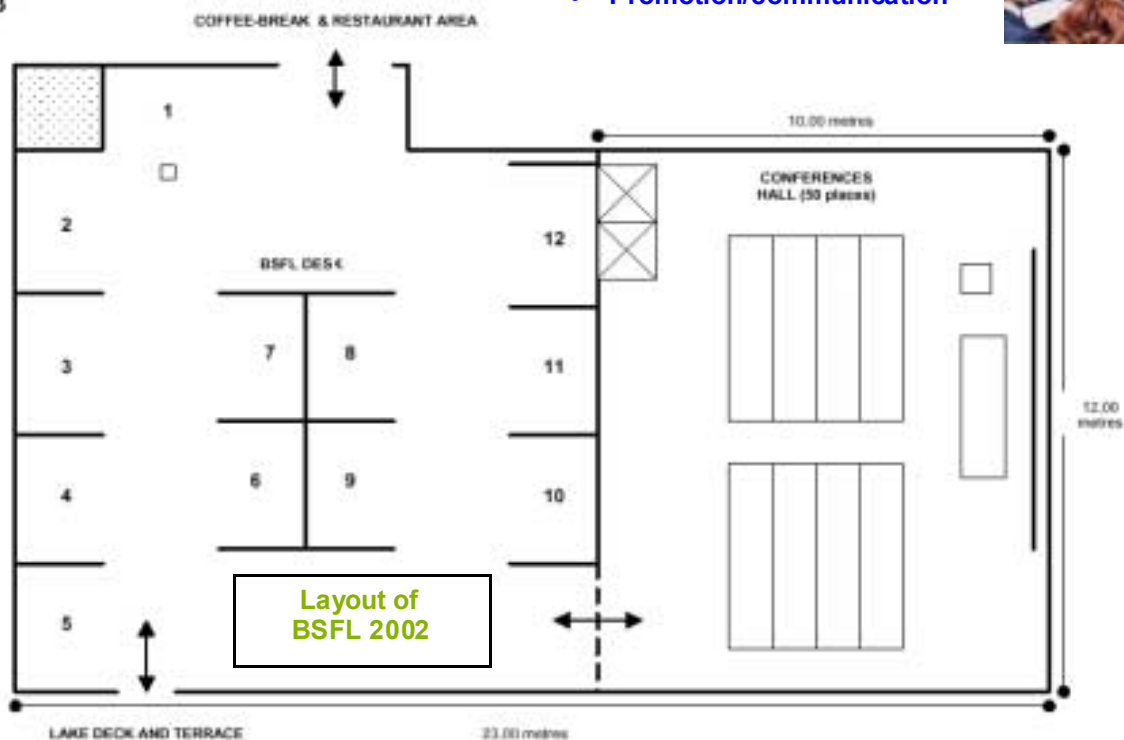 • Promotion/communication
COFFEE-BREAK & RESTAURANT AREA
1
10.00 metres
CONFERENCES
HALL (50 places)
2
12
BSFL DESK
7
8
3
11
12.00
metres
6
9
4
10
Layout of
BSFL 2002
5
LAKE DECK AND TERRACE
23.00 metres